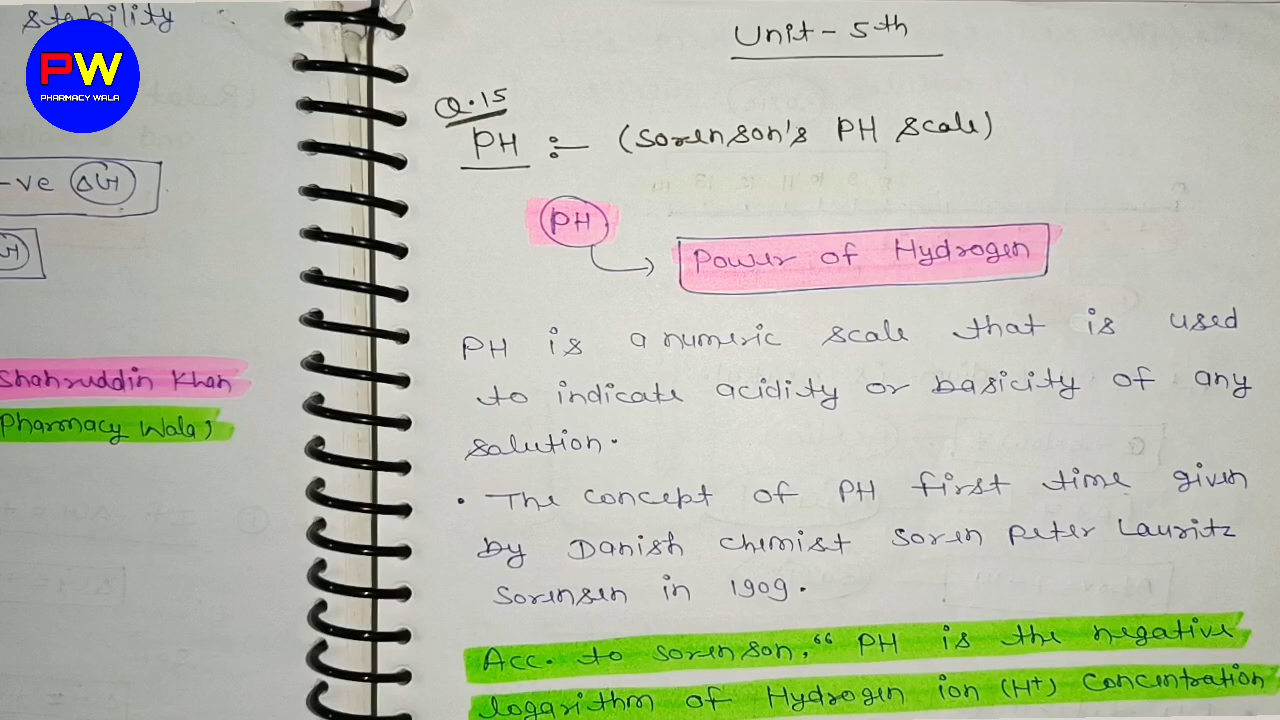 stability
PW
PHARMACY WALA
-ve ΔG
Shahruddin Khan
Pharmacy Wala)
Unit - 5th
Q.15
PH :- (Sorenson's PH Scale)
PH
Power of Hydrogen
PH is a numeric scale that is used
to indicate acidity or basicity of any
salution.
• The concept of PH first time given
by Danish chemist soren peter Lauritz
Sorensen in 1909.
Acc. to sorenson, “ PH is the negative
logarithm of Hydrogen ion (H+) concentration